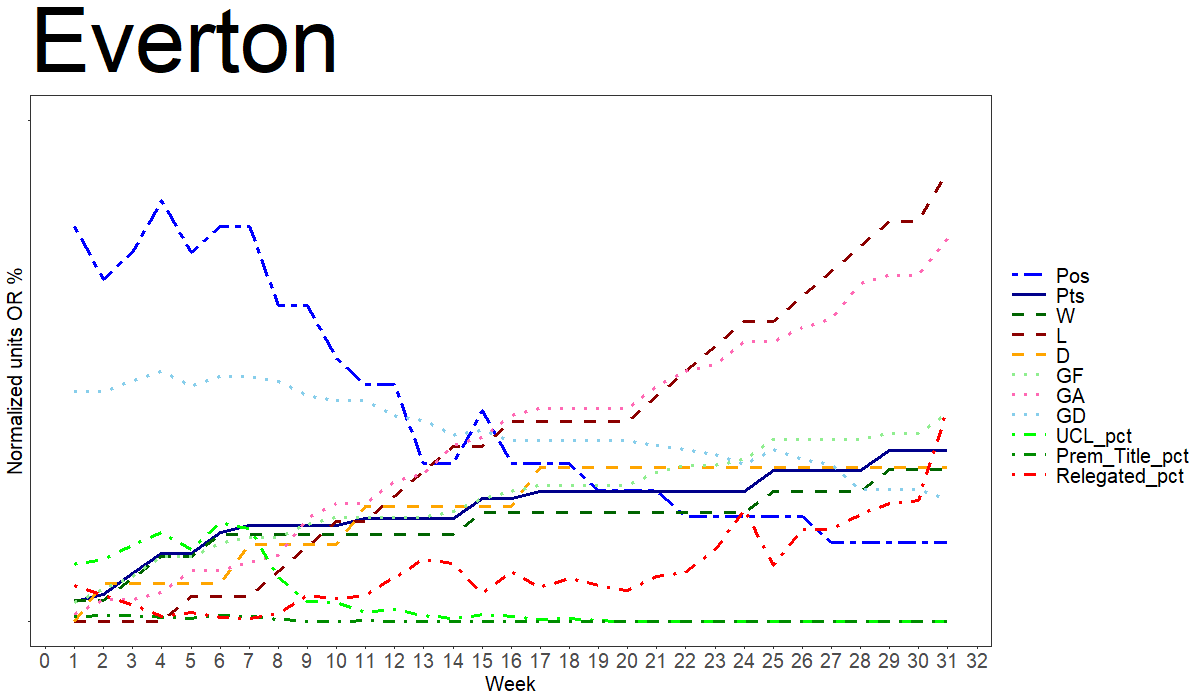 Everton
Normalized units OR %
Pos
Pts
W
L
D
GF
GA
GD
UCL_pct
Prem_Title_pct
Relegated_pct
0 1 2 3 4 5 6 7 8 9 10 11 12 13 14 15 16 17 18 19 20 21 22 23 24 25 26 27 28 29 30 31 32
Week